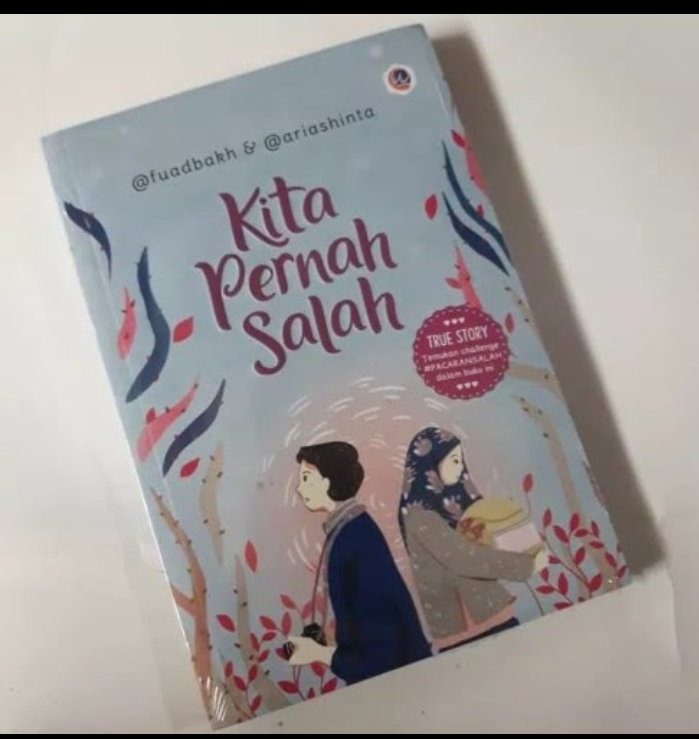 @fuadbakh & @ariashinta
Kita
Pernah
Salah
TRUE STORY
Temukan challenge
#PACARANSALAH
dalam buku ini